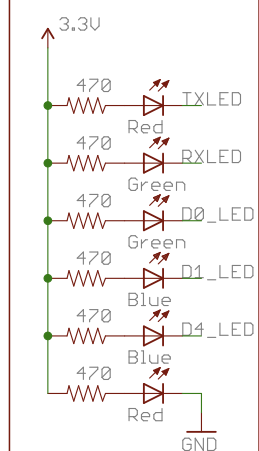 3.3V
470
TXLED
Red
470
RXLED
Green
470
D0_LED
Green
470
D1_LED
Blue
470
D4_LED
Blue
470
Red
GND